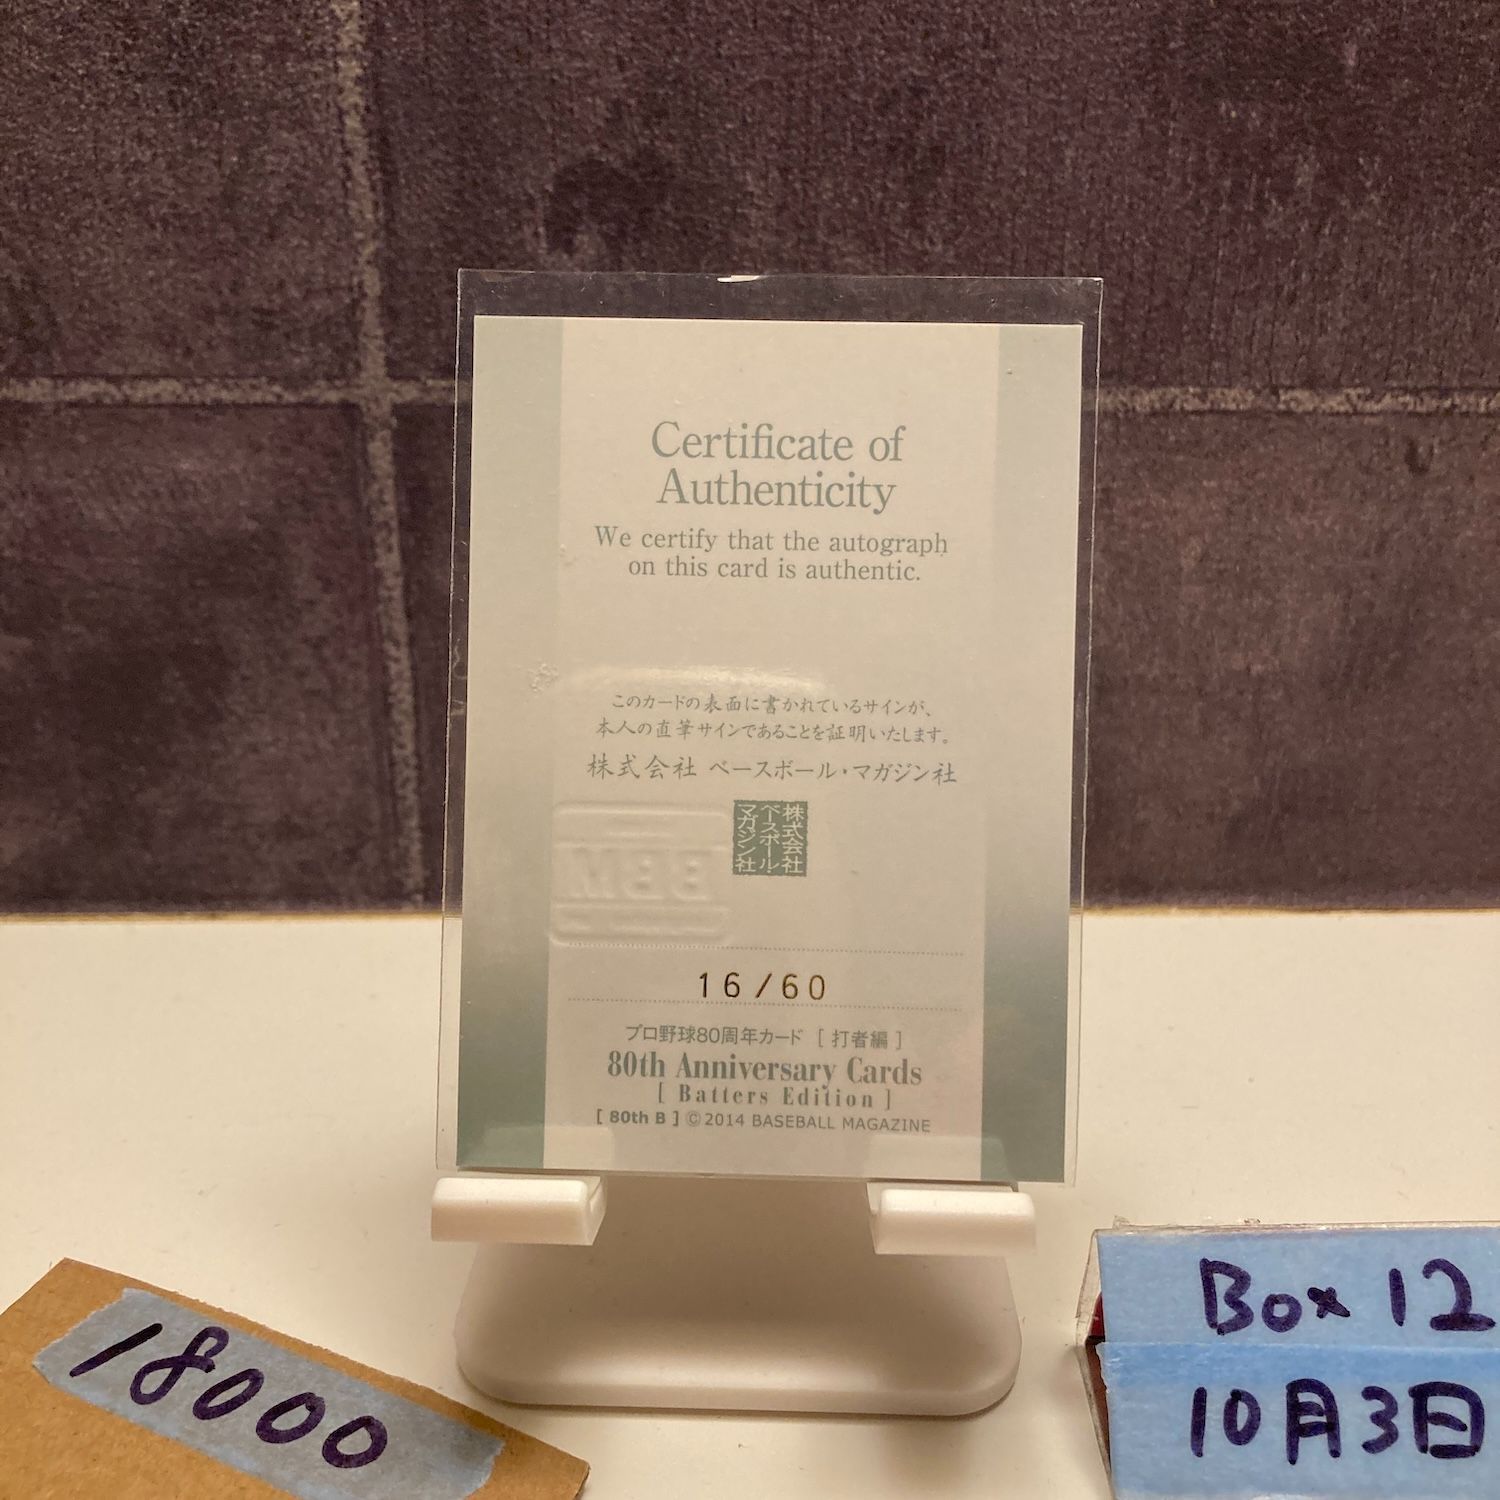 Certificate of
Authenticity
We certify that the autograph
on this card is authentic.
このカードの表面に書かれているサインが、
本人の直筆サインであることを証明いたします。
株式会社 ベースボール・マガジン社
株式会社
ベースボール・
マガジン社
BBM
16/60
プロ野球80周年カード [ 打者編 ]
80th Anniversary Cards
[ Batters Edition ]
[ 80th B ] ©2014 BASEBALL MAGAZINE
18000
Box 12
10月3日